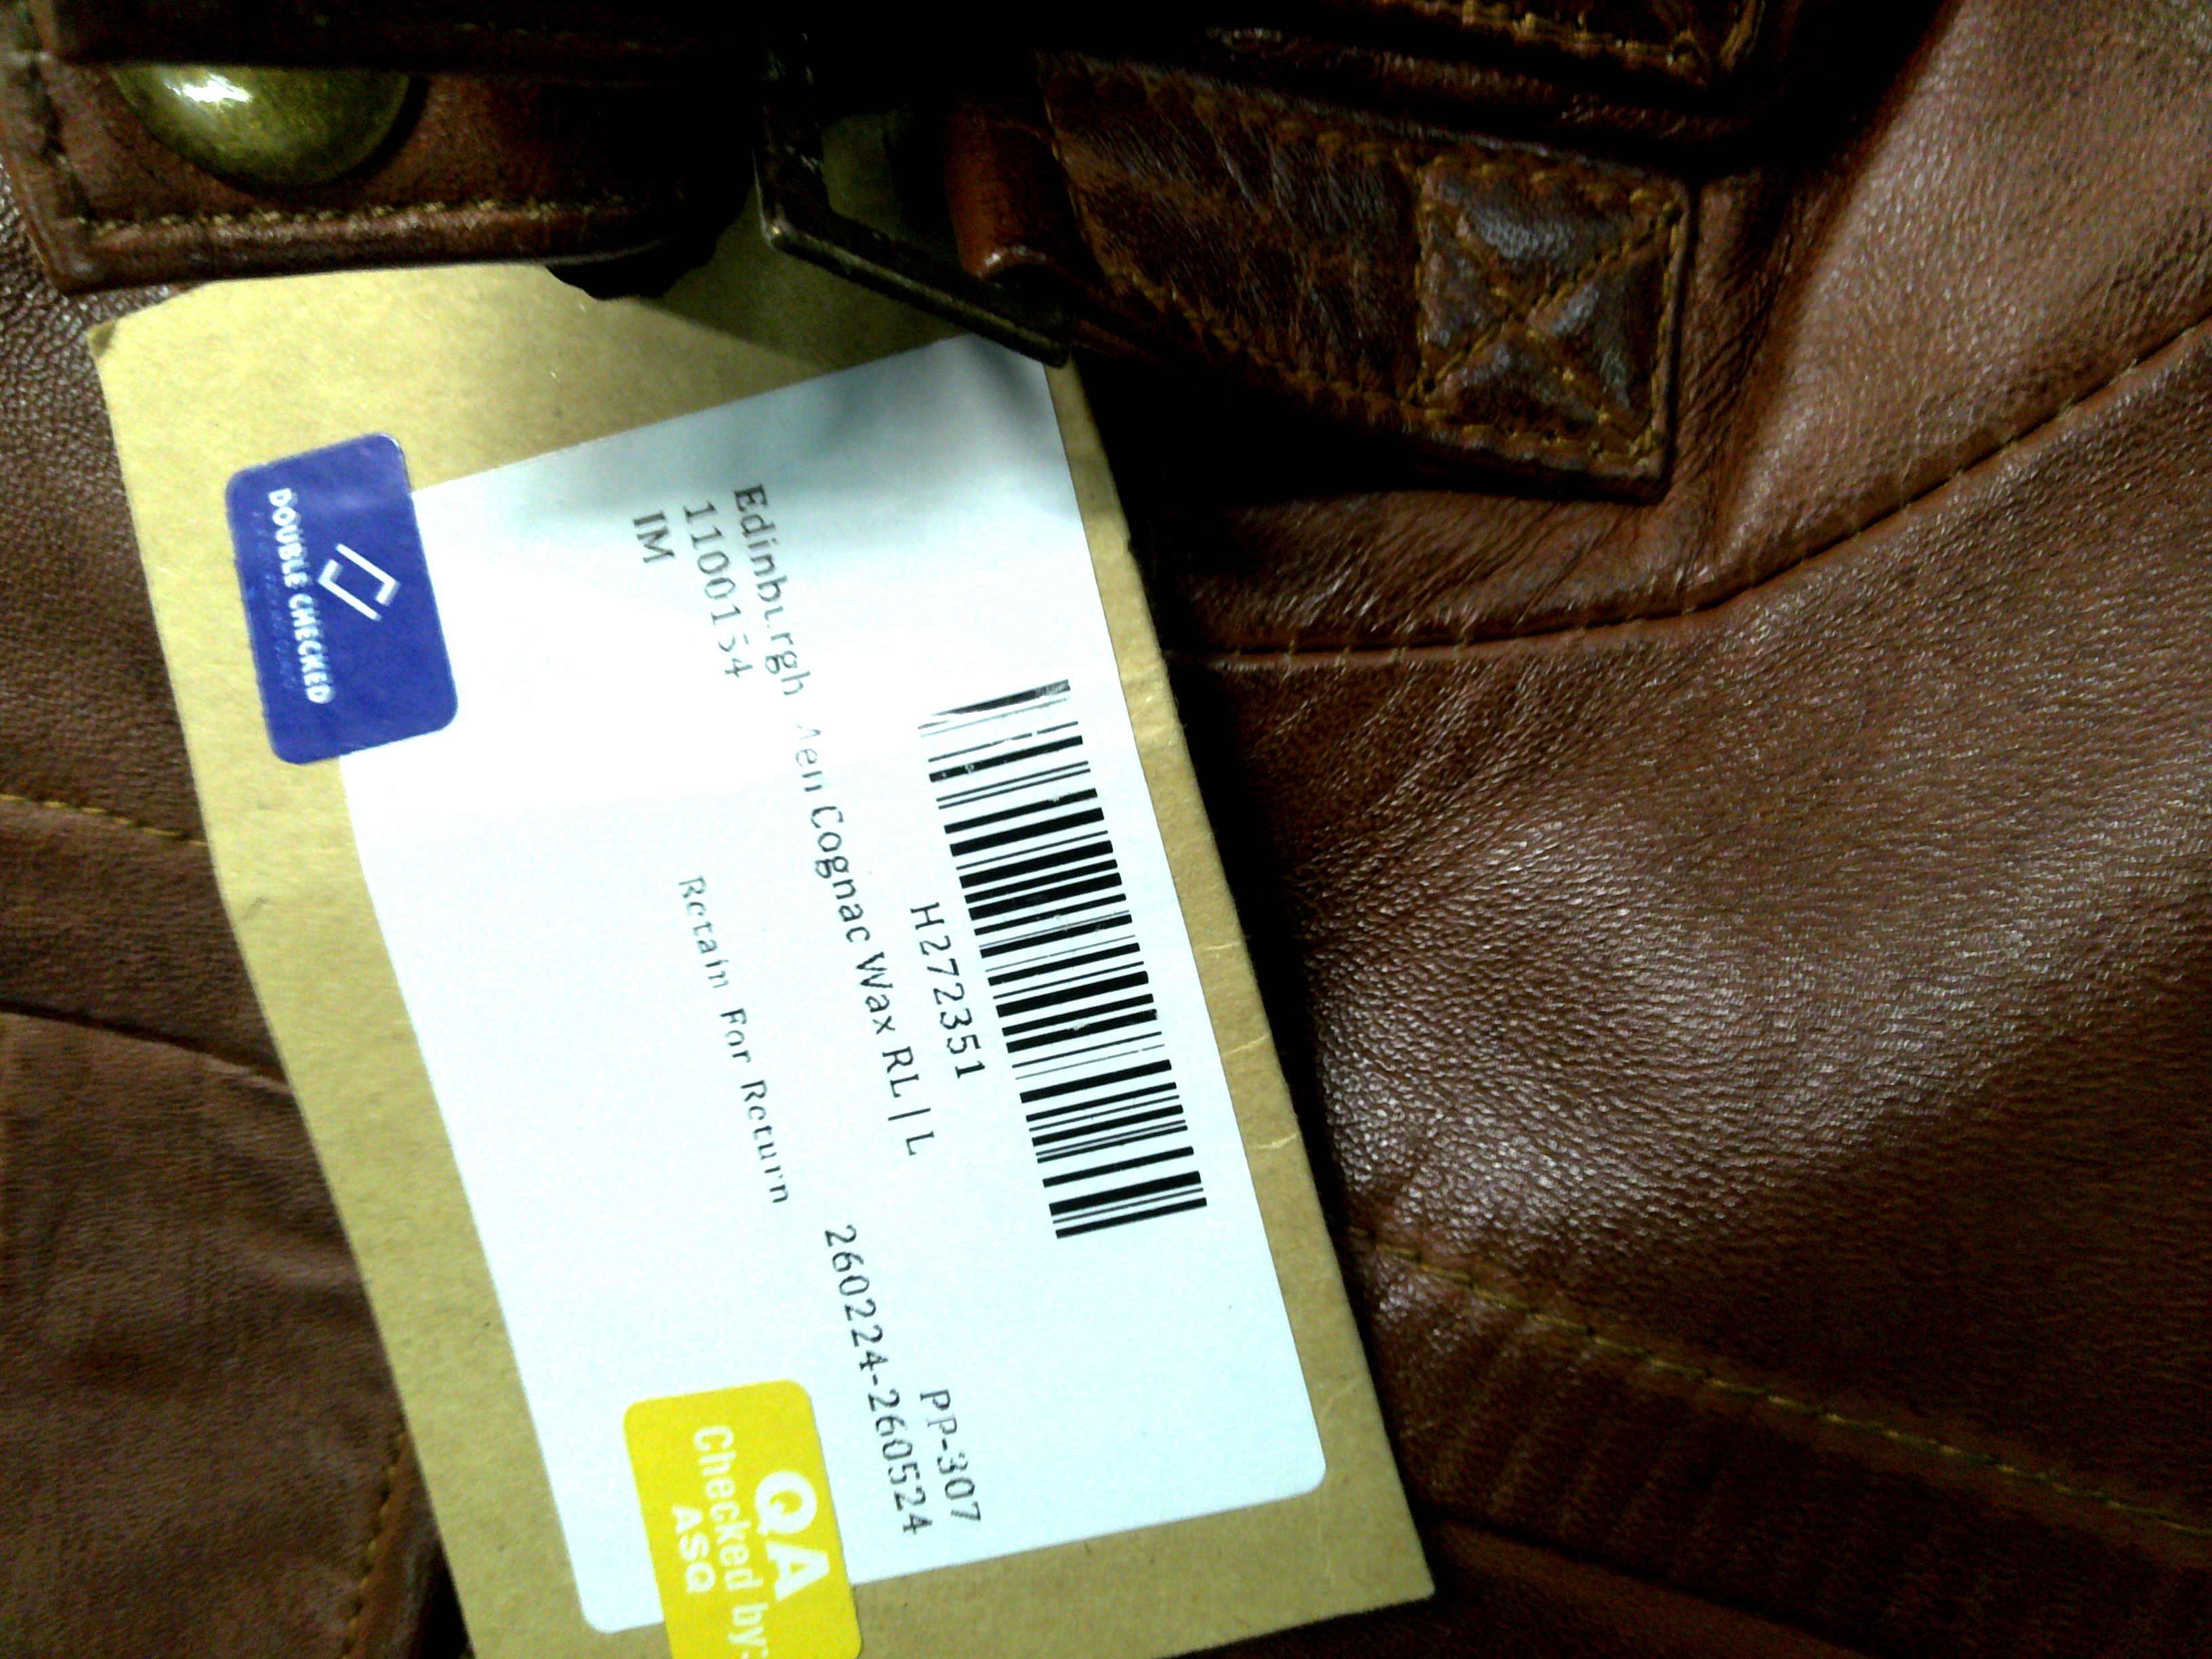 H272351
PP-307
Edinburgh Men Cognac Wax RL | L
260224-260524
1100154
IM
Retain For Return
DOUBLE CHECKED
QA
Checked by:
ASQ